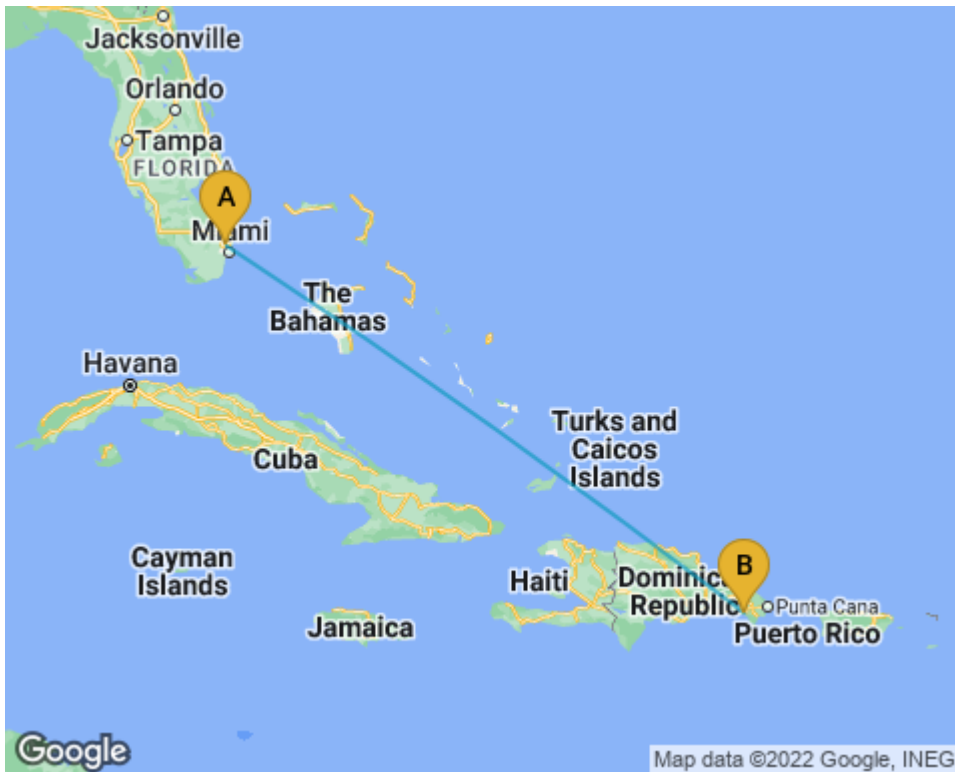 Jacksonville
Orlando
Tampa
FLORIDA
A
Miami
The
Bahamas
Havana
Turks and
Caicos
Islands
Cuba
Cayman
Islands
Haiti
Dominica
Republic
B
Punta Cana
Jamaica
Puerto Rico
Google
Map data ©2022 Google, INEG